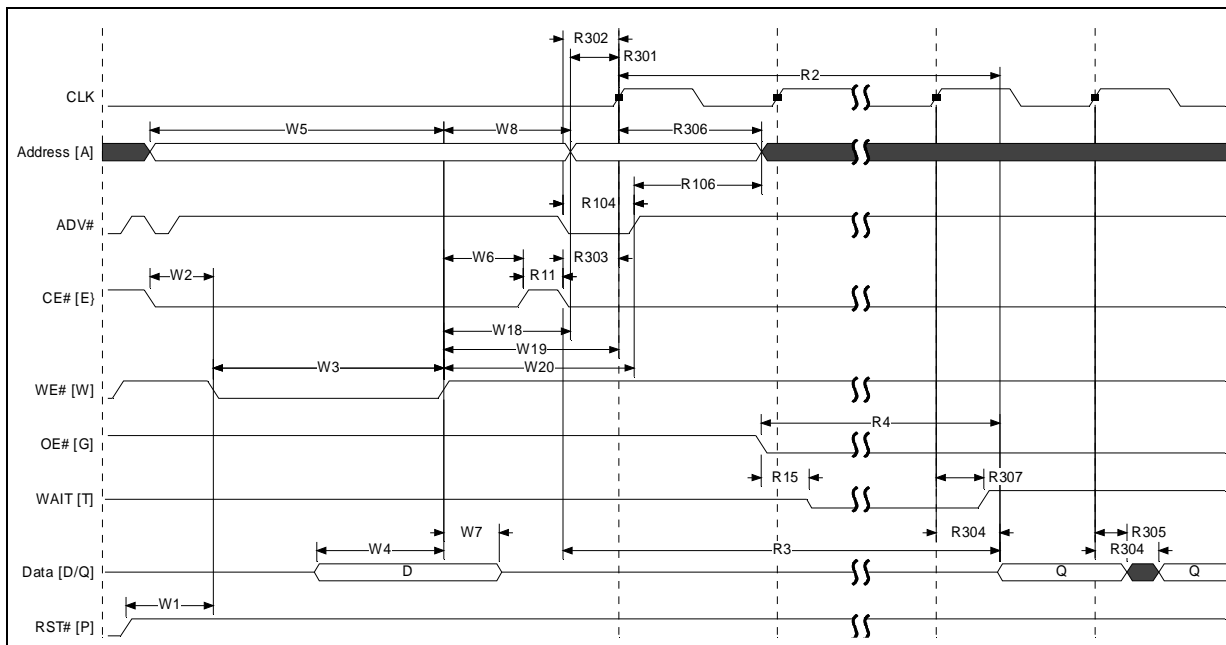 R302
R301
R2
CLK
W5
W8
R306
Address [A]
R106
R104
ADV#
W6
R303
W2
R11
CE# [E}
W18
W19
W3
W20
WE# [W]
R4
OE# [G]
R15
R307
WAIT [T]
W7
R304
R305
W4
R3
R304
Data [D/Q]
D
Q
Q
W1
RST# [P]